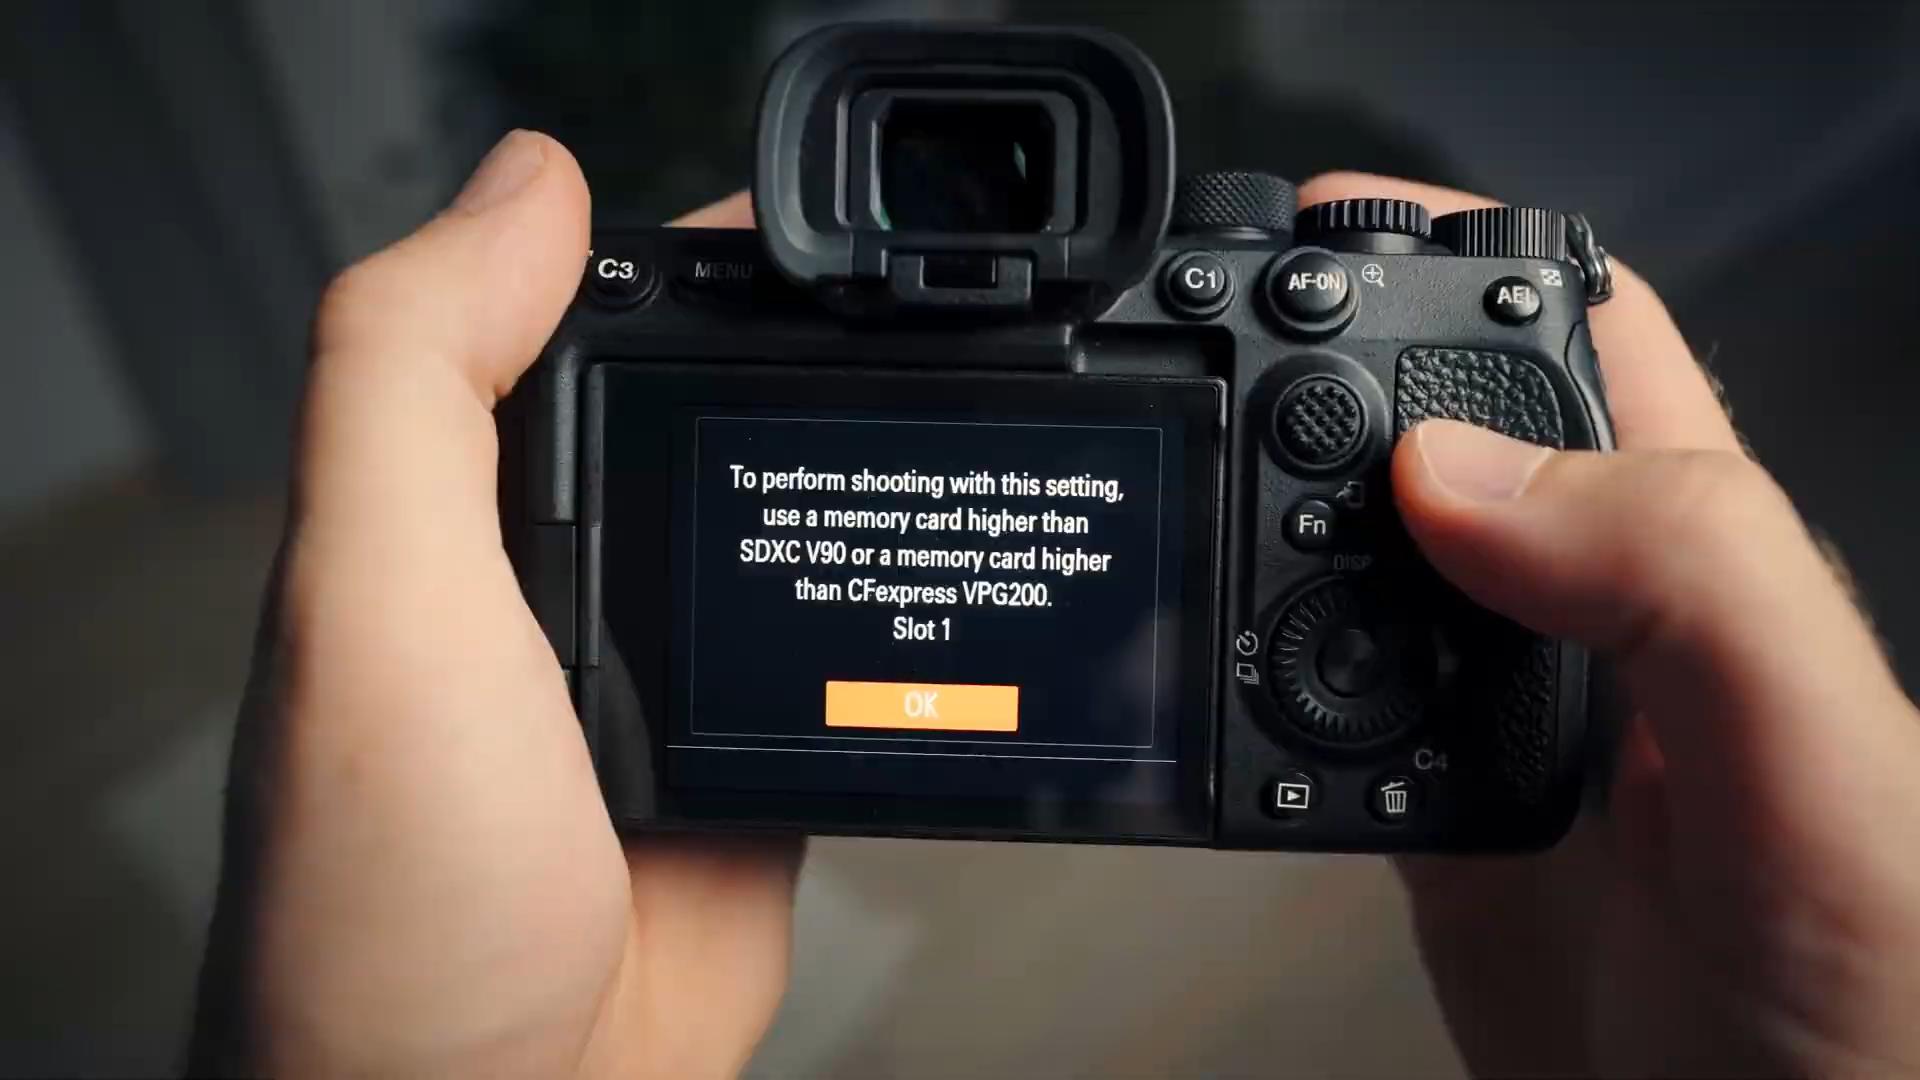 C3
MENU
C1
AF-ON
AEL
To perform shooting with this setting,
use a memory card higher than
SDXC V90 or a memory card higher
than CFexpress VPG200.
Slot 1
OK
Fn
DISP
C4